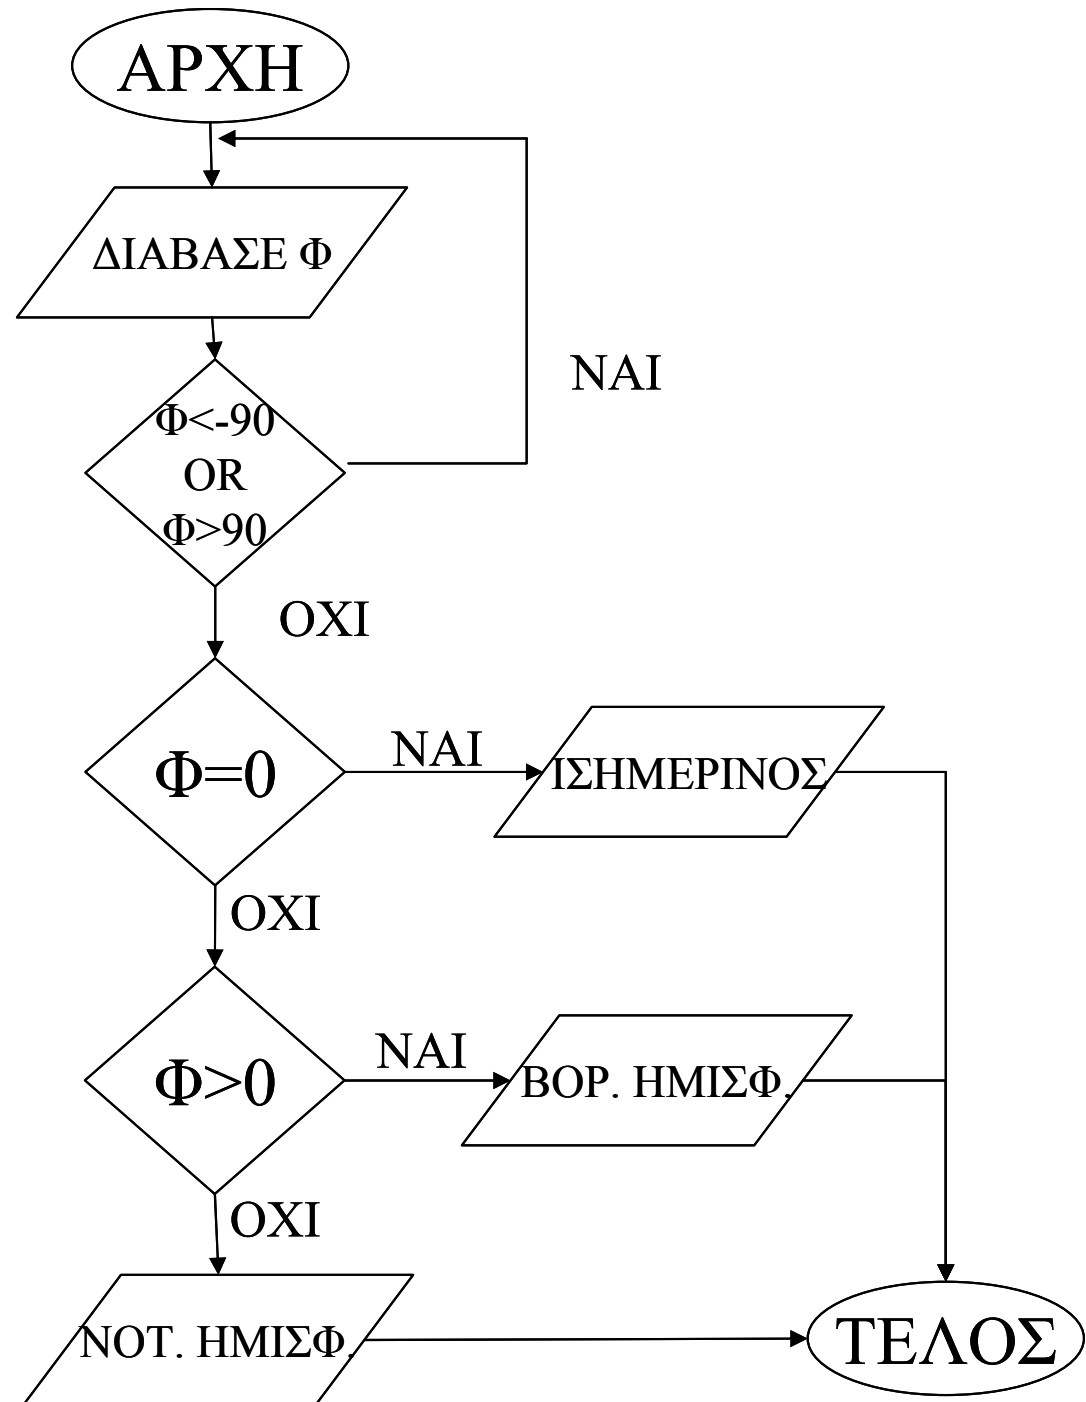 ΑΡΧΗ
ΔΙΑΒΑΣΕ Φ
ΝΑΙ
Φ<-90
OR
Φ>90
ΟΧΙ
Φ=0
ΝΑΙ
ΙΣΗΜΕΡΙΝΟΣ
ΟΧΙ
Φ>0
ΝΑΙ
ΒΟΡ. ΗΜΙΣΦ.
ΟΧΙ
ΝΟΤ. ΗΜΙΣΦ.
ΤΕΛΟΣ